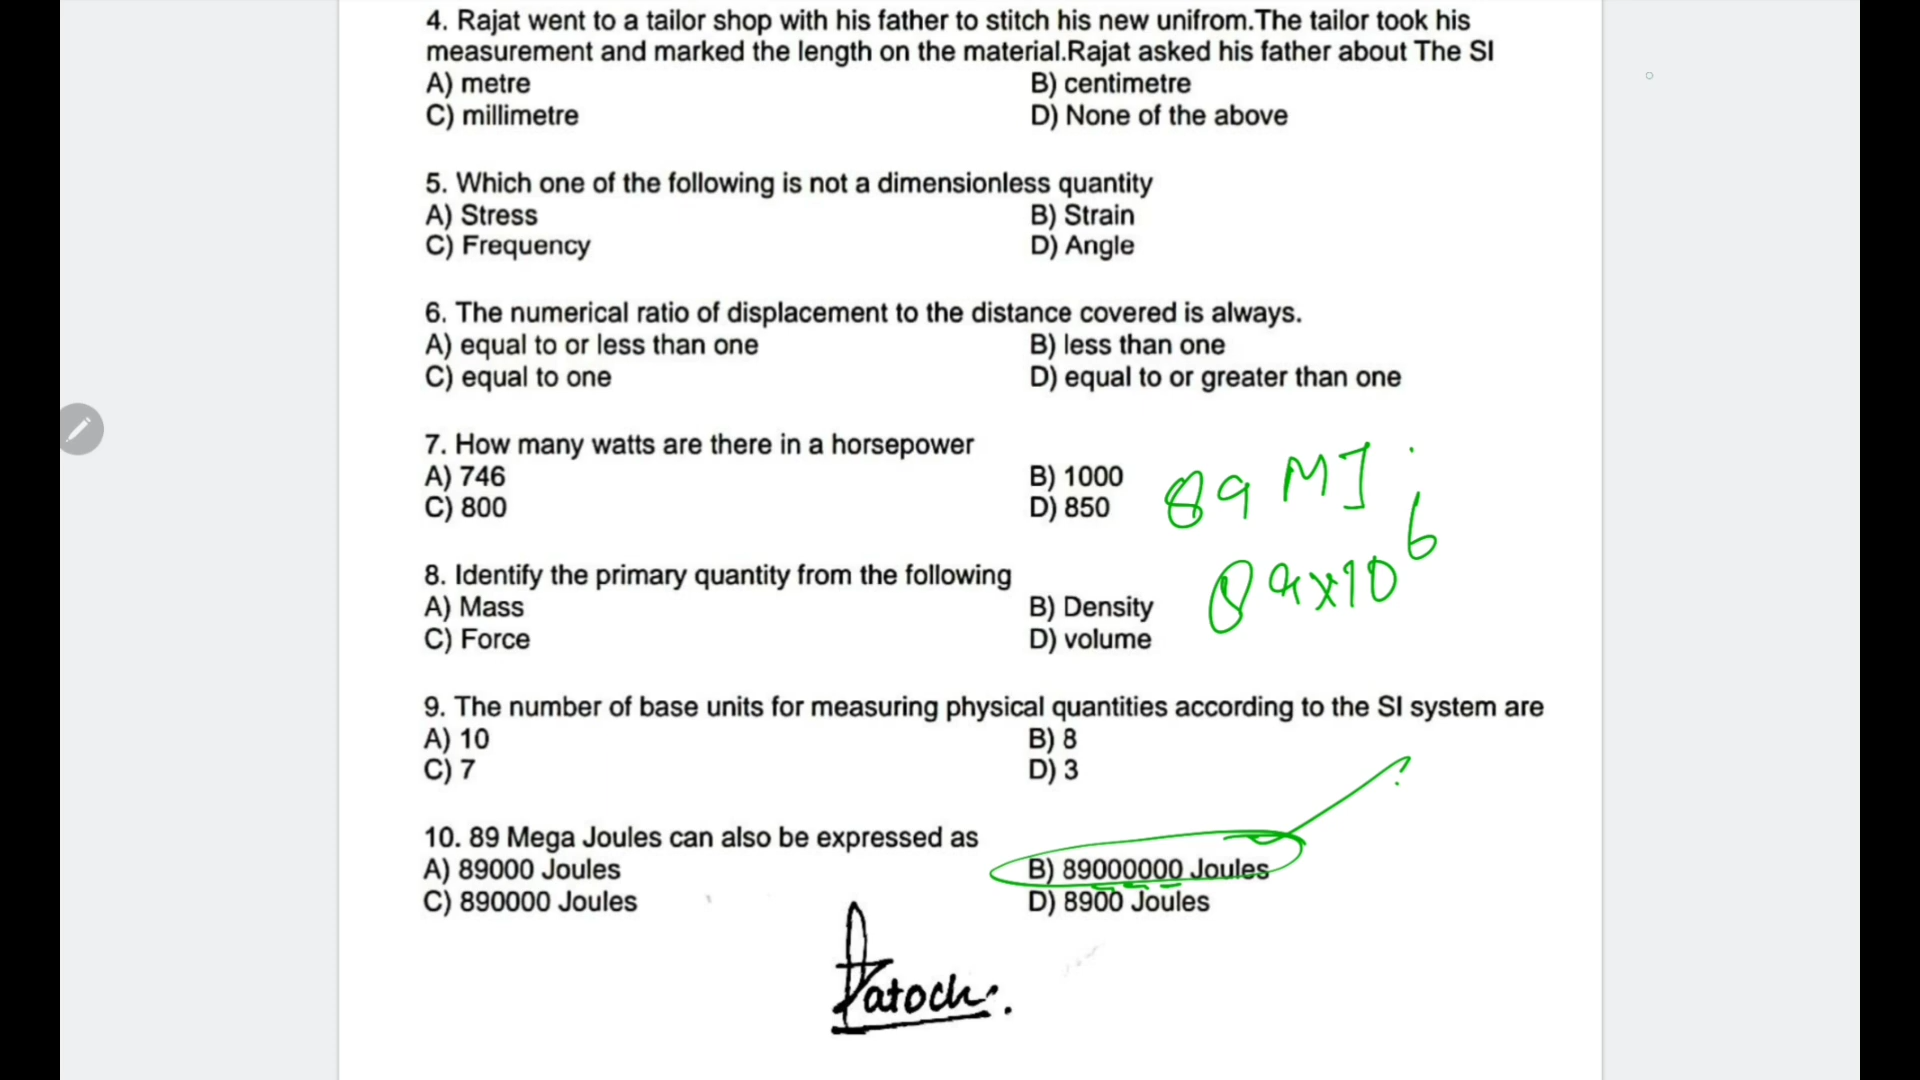 4. Rajat went to a tailor shop with his father to stitch his new unifrom.The tailor took his
measurement and marked the length on the material.Rajat asked his father about The SI
A) metre B) centimetre
C) millimetre D) None of the above
5. Which one of the following is not a dimensionless quantity
A) Stress B) Strain
C) Frequency D) Angle
6. The numerical ratio of displacement to the distance covered is always.
A) equal to or less than one B) less than one
C) equal to one D) equal to or greater than one
7. How many watts are there in a horsepower
A) 746 B) 1000
C) 800 D) 850
89 MJ
8. Identify the primary quantity from the following
89x10^6
A) Mass B) Density
C) Force D) volume
9. The number of base units for measuring physical quantities according to the SI system are
A) 10 B) 8
C) 7 D) 3
10. 89 Mega Joules can also be expressed as
A) 89000 Joules B) 89000000 Joules
C) 890000 Joules D) 8900 Joules